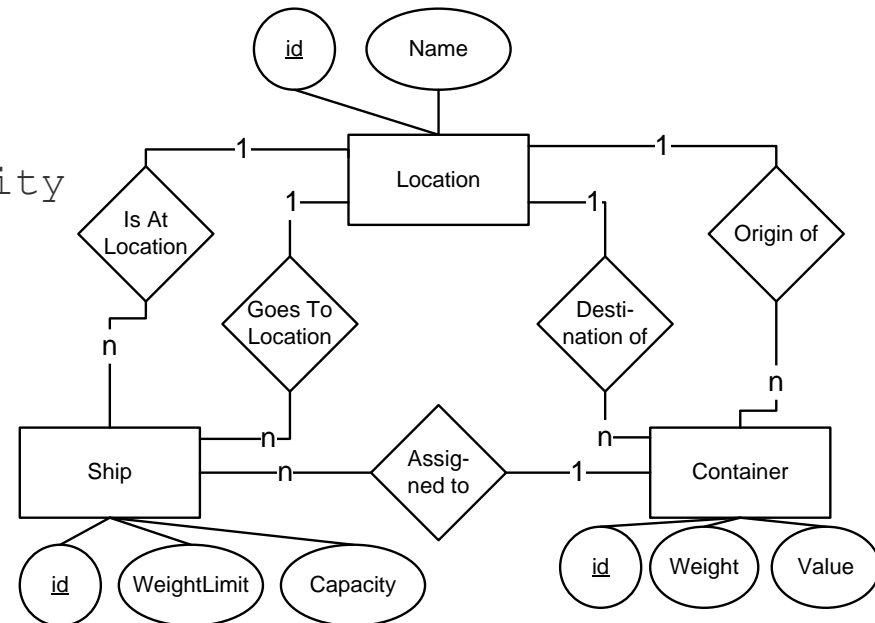 id
Name
1
1
ity
Location
1
1
Is At
Location
Origin of
Goes To
Location
Desti-
nation of
n
n
n
n
Ship
n
Assig-
ned to
1
Container
id
WeightLimit
Capacity
id
Weight
Value